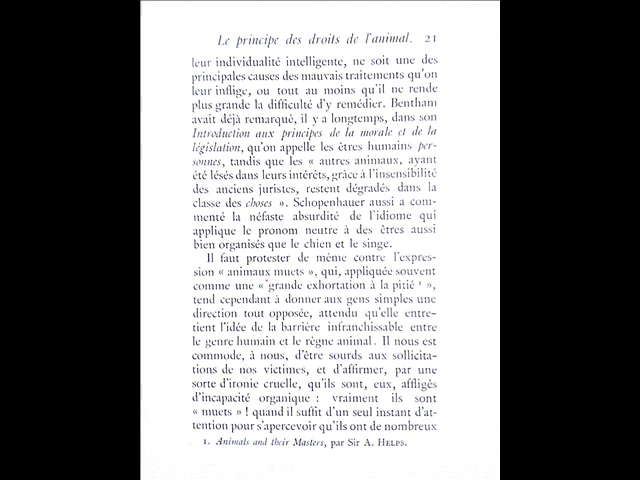 Le principe des droits de l'animal. 21
leur individualité intelligente, ne soit une des
principales causes des mauvais traitements qu'on
leur inflige, ou tout au moins qu'il ne rende
plus grande la difficulté d'y remédier. Bentham
avait déjà remarqué, il y a longtemps, dans son
Introduction aux principes de la morale et de la
législation, qu'on appelle les êtres humains per-
sonnes, tandis que les « autres animaux, ayant
été lésés dans leurs intérêts, grâce à l'insensibilité
des anciens juristes, restent dégradés dans la
classe des choses ». Schopenhauer aussi a com-
menté la néfaste absurdité de l'idiome qui
applique le pronom neutre à des êtres aussi
bien organisés que le chien et le singe.
Il faut protester de même contre l'expres-
sion « animaux muets », qui, appliquée souvent
comme une « grande exhortation à la pitié ¹ »,
tend cependant à donner aux gens simples une
direction tout opposée, attendu qu'elle entre-
tient l'idée de la barrière infranchissable entre
le genre humain et le règne animal. Il nous est
commode, à nous, d'être sourds aux sollicita-
tions de nos victimes, et d'affirmer, par une
sorte d'ironie cruelle, qu'ils sont, eux, affligés
d'incapacité organique : vraiment ils sont
« muets » ! quand il suffit d'un seul instant d'at-
tention pour s'apercevoir qu'ils ont de nombreux
1. Animals and their Masters, par Sir A. HELPS.